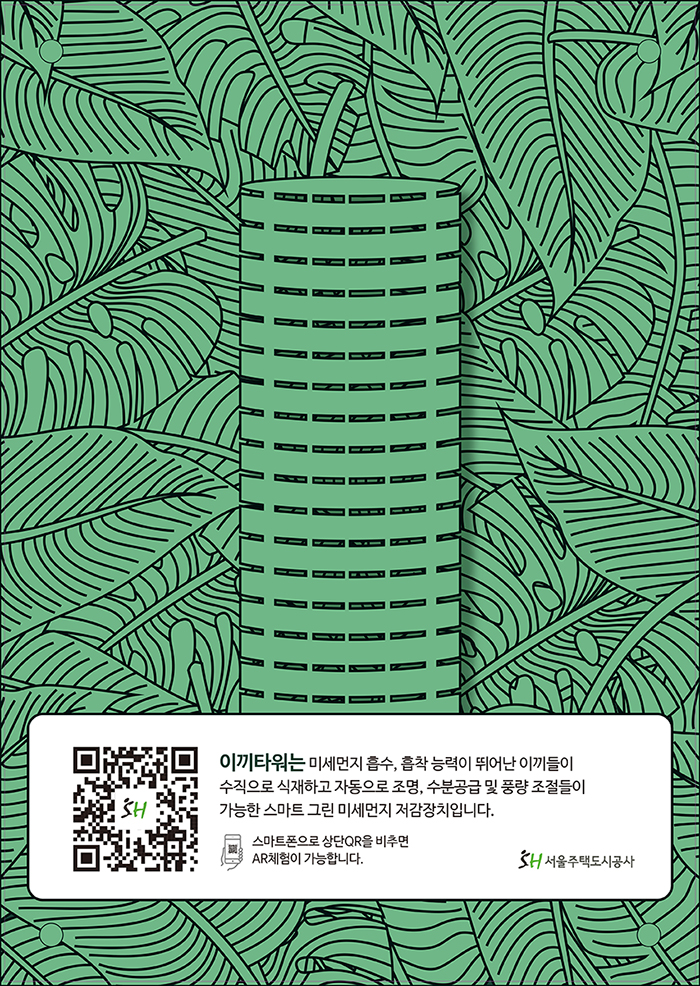 이끼타워는 미세먼지 흡수, 흡착 능력이 뛰어난 이끼들이
수직으로 식재하고 자동으로 조명, 수분공급 및 풍량 조절들이
가능한 스마트 그린 미세먼지 저감장치입니다.
SH
스마트폰으로 상단QR을 비추면
AR체험이 가능합니다.
SH 서울주택도시공사